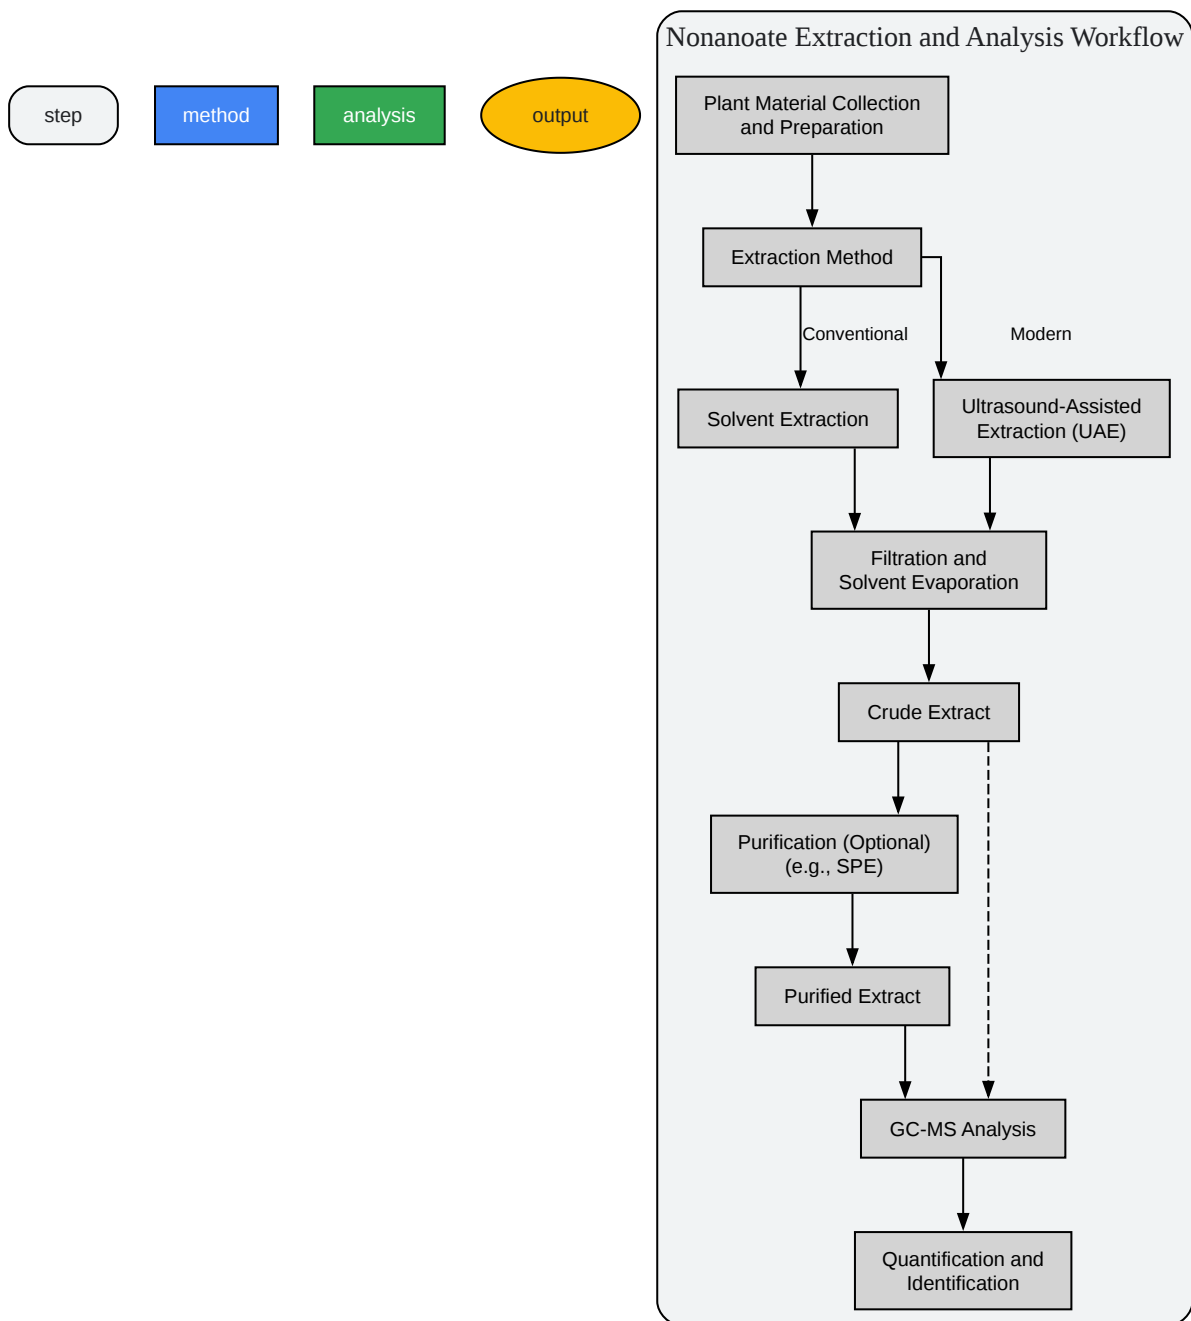 Nonanoate Extraction and Analysis Workflow
step
method
analysis
output
Plant Material Collection
and Preparation
Extraction Method
Conventional
Modern
Solvent Extraction
Ultrasound-Assisted
Extraction (UAE)
Filtration and
Solvent Evaporation
Crude Extract
Purification (Optional)
(e.g., SPE)
Purified Extract
GC-MS Analysis
Quantification and
Identification